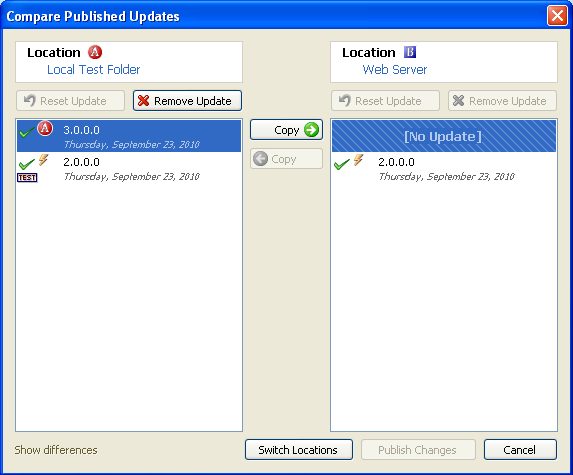 Compare Published Updates
Location A
Local Test Folder
Location B
Web Server
Reset Update
Remove Update
Reset Update
Remove Update
A
3.0.0.0
Thursday, September 23, 2010
TEST
2.0.0.0
Thursday, September 23, 2010
Copy
Copy
[No Update]
2.0.0.0
Thursday, September 23, 2010
Show differences
Switch Locations
Publish Changes
Cancel